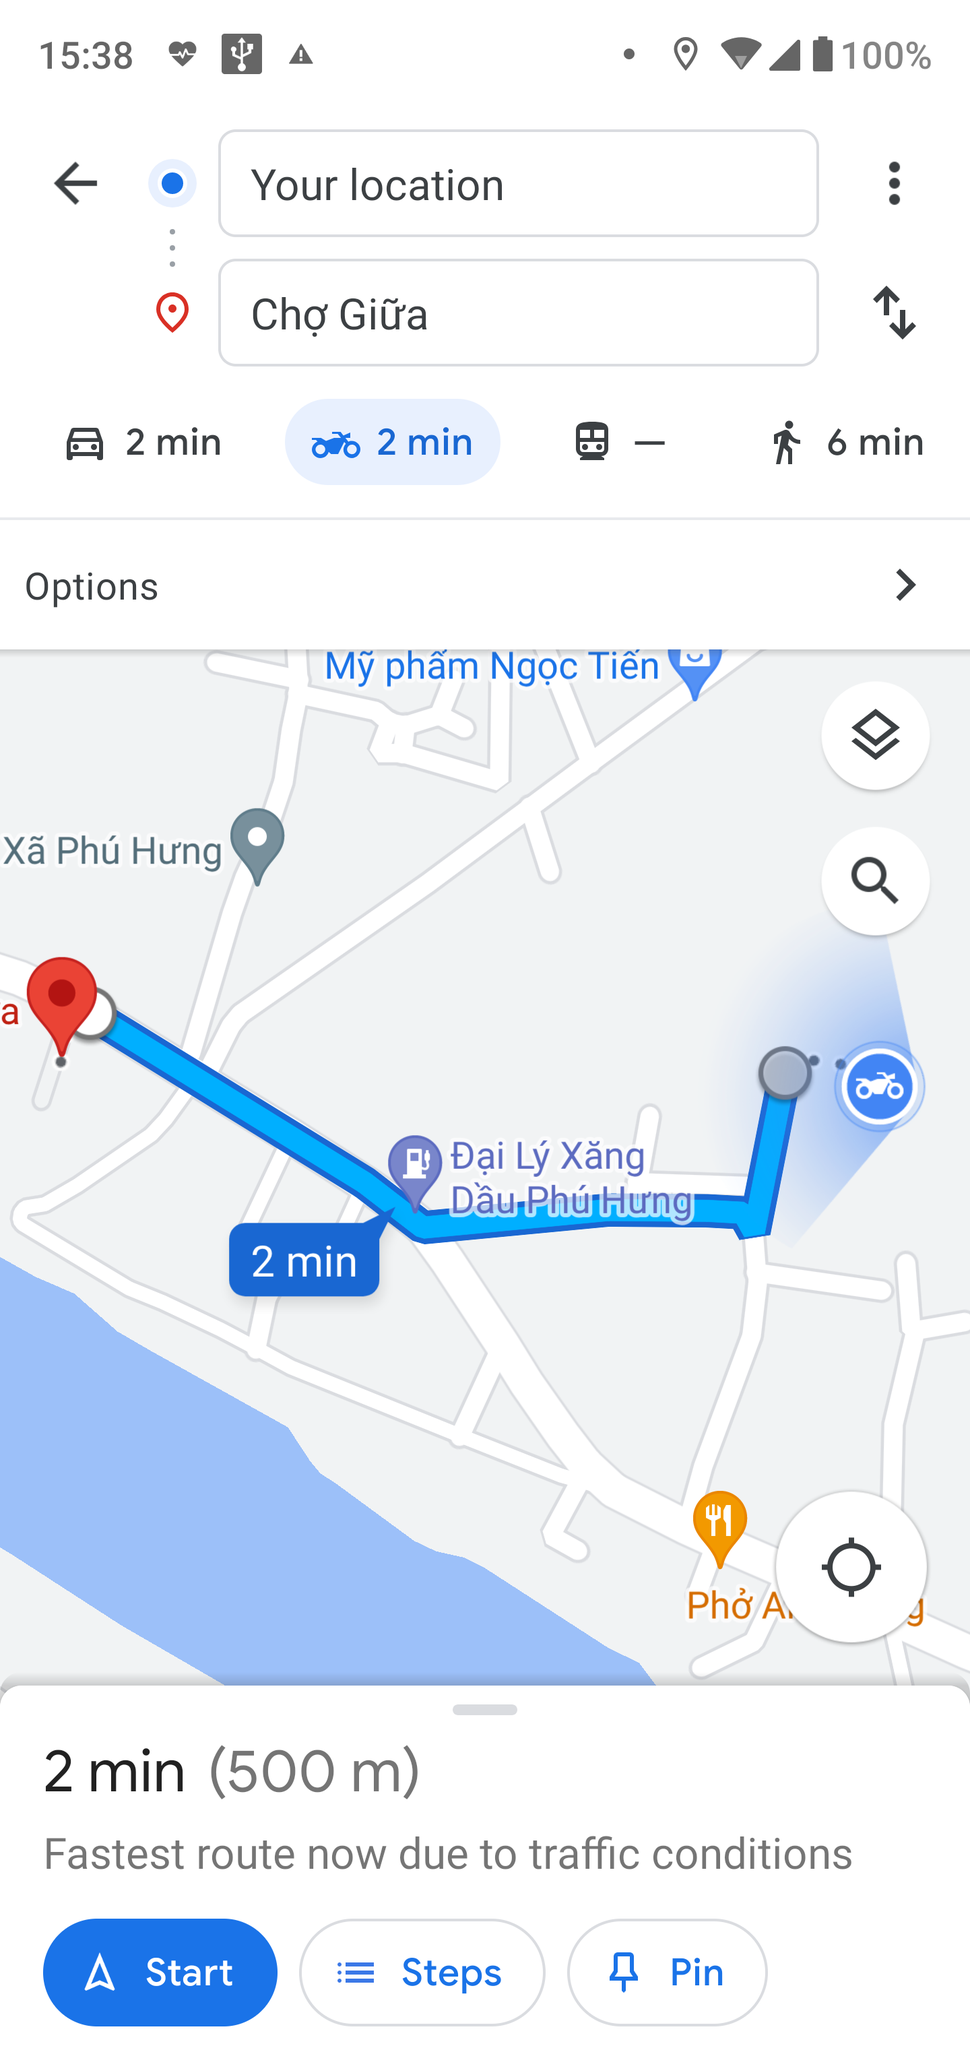 15:38
100%
Your location
Chợ Giữa
2 min
2 min
—
6 min
Options
Mỹ phẩm Ngọc Tiến
Xã Phú Hưng
a
Đại Lý Xăng
Dầu Phú Hưng
2 min
Phở
2 min (500 m)
Fastest route now due to traffic conditions
Start
Steps
Pin